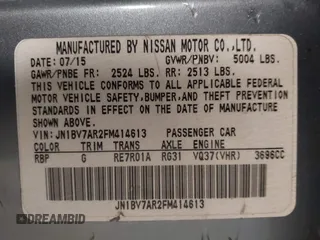 MANUFACTURED BY NISSAN MOTOR CO.,LTD.
DATE: 07/15 GVWR/PNBV: 5004 LBS.
GAWR/PNBE FR: 2524 LBS. RR: 2513 LBS.
THIS VEHICLE CONFORMS TO ALL APPLICABLE FEDERAL
MOTOR VEHICLE SAFETY, BUMPER, AND THEFT PREVENTION
STANDARDS IN EFFECT ON THE DATE OF MANUFACTURE
SHOWN ABOVE.
VIN: JN1BV7AR2FM414613 PASSENGER CAR
COLOR TRIM TRANS AXLE ENGINE
RBP G RE7R01A RG31 VQ37(VHR) 3696CC
JN1BV7AR2FM414613
DREAMBID